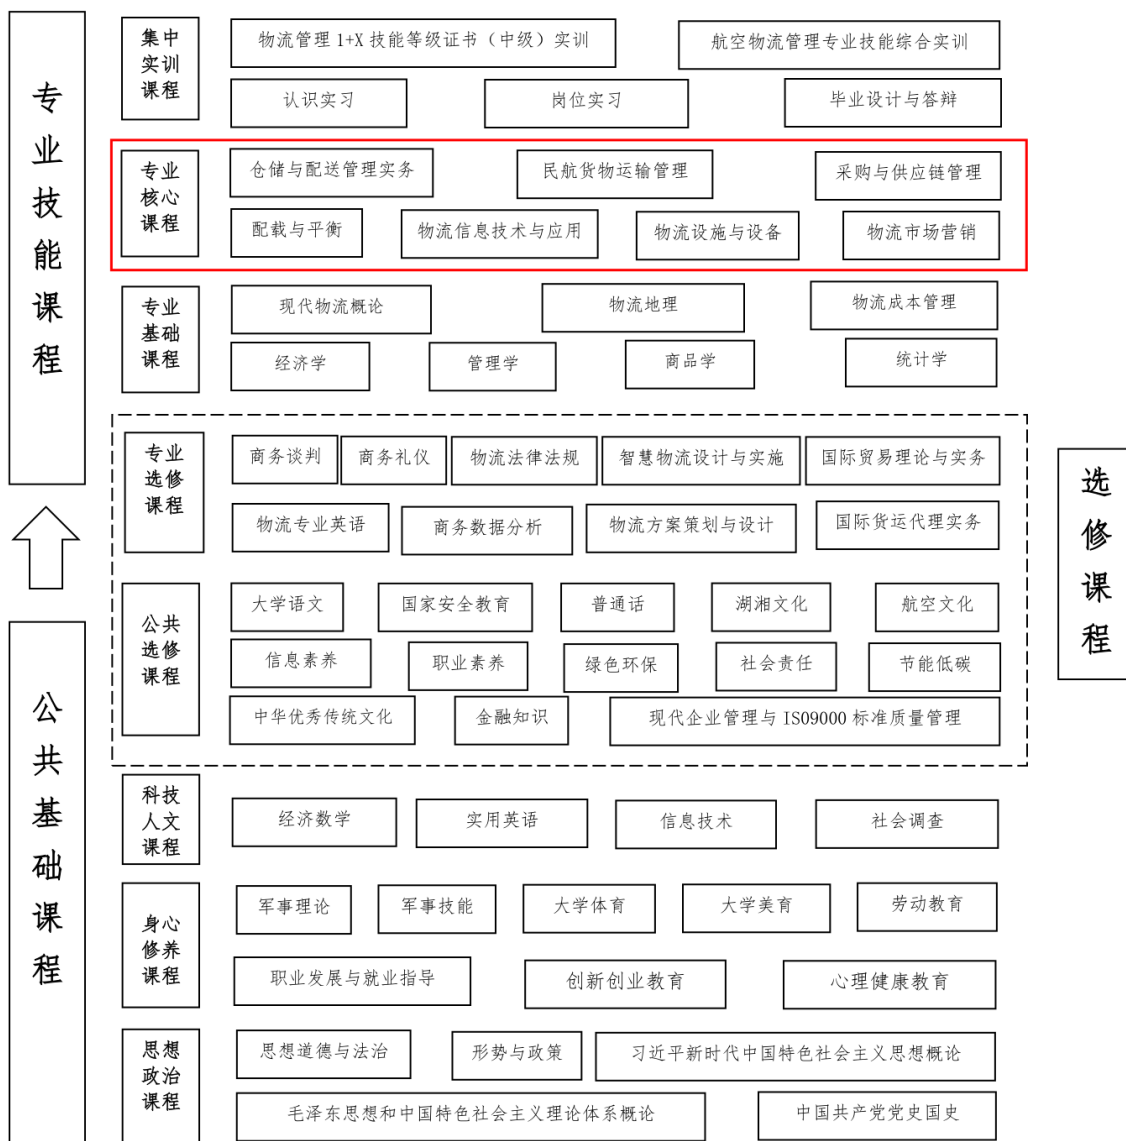 专业技能课程
集中
实训
课程
物流管理 1+X 技能等级证书（中级）实训
航空物流管理专业技能综合实训
认识实习
岗位实习
毕业设计与答辩
专业
核心
课程
仓储与配送管理实务
民航货物运输管理
采购与供应链管理
配载与平衡
物流信息技术与应用
物流设施与设备
物流市场营销
专业
基础
课程
现代物流概论
物流地理
物流成本管理
经济学
管理学
商品学
统计学
选修课程
专业
选修
课程
商务谈判
商务礼仪
物流法律法规
智慧物流设计与实施
国际贸易理论与实务
物流专业英语
商务数据分析
物流方案策划与设计
国际货运代理实务
公共
选修
课程
大学语文
国家安全教育
普通话
湖湘文化
航空文化
信息素养
职业素养
绿色环保
社会责任
节能低碳
中华优秀传统文化
金融知识
现代企业管理与 IS09000 标准质量管理
公共基础课程
科技
人文
课程
经济数学
实用英语
信息技术
社会调查
身心
修养
课程
军事理论
军事技能
大学体育
大学美育
劳动教育
职业发展与就业指导
创新创业教育
心理健康教育
思想
政治
课程
思想道德与法治
形势与政策
习近平新时代中国特色社会主义思想概论
毛泽东思想和中国特色社会主义理论体系概论
中国共产党党史国史